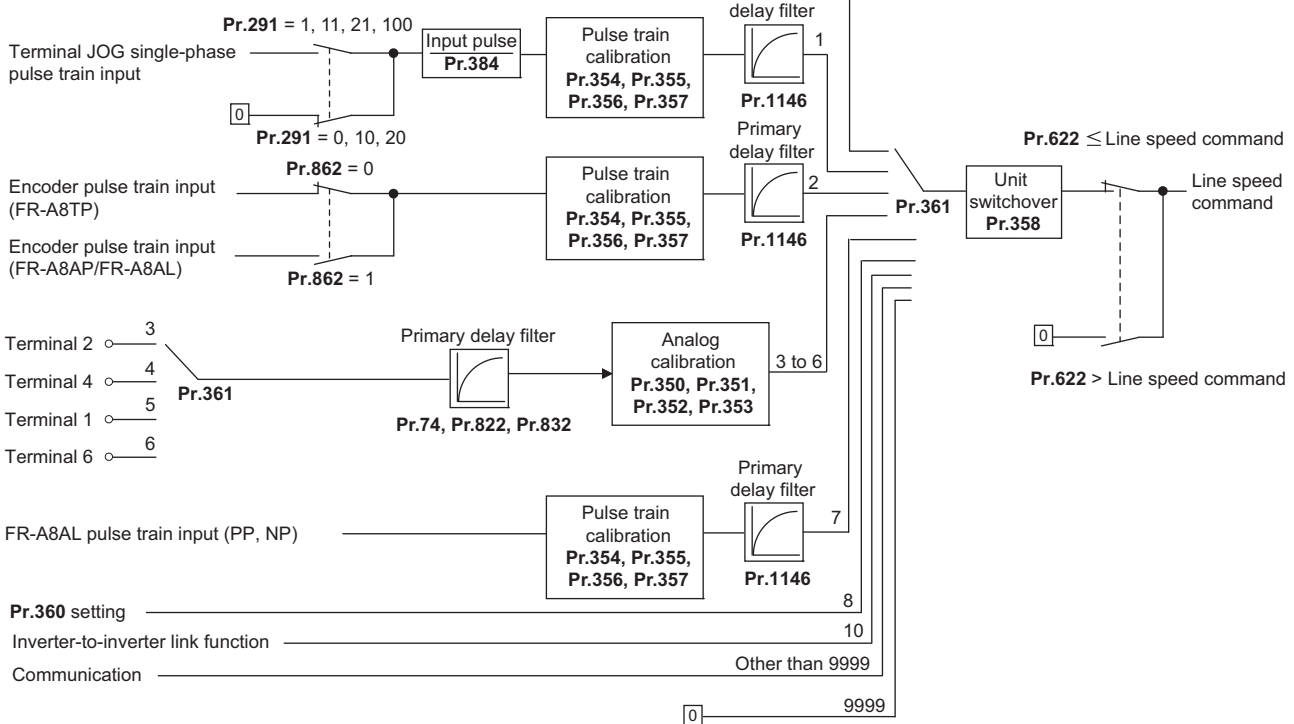 delay filter
Pr.291 = 1, 11, 21, 100
Terminal JOG single-phase
pulse train input
Input pulse
Pr.384
Pulse train
calibration
Pr.354, Pr.355,
Pr.356, Pr.357
1
Pr.1146
0
Pr.291 = 0, 10, 20
Pr.862 = 0
Encoder pulse train input
(FR-A8TP)
Encoder pulse train input
(FR-A8AP/FR-A8AL)
Pr.862 = 1
Pulse train
calibration
Pr.354, Pr.355,
Pr.356, Pr.357
Primary
delay filter
2
Pr.1146
Pr.361
Unit
switchover
Pr.358
Pr.622 ≤ Line speed command
Line speed
command
0
Pr.622 > Line speed command
Terminal 2
3
Terminal 4
4
Terminal 1
5
Terminal 6
6
Pr.361
Primary delay filter
Pr.74, Pr.822, Pr.832
Analog
calibration
Pr.350, Pr.351,
Pr.352, Pr.353
3 to 6
FR-A8AL pulse train input (PP, NP)
Pulse train
calibration
Pr.354, Pr.355,
Pr.356, Pr.357
Primary
delay filter
7
Pr.1146
Pr.360 setting
8
Inverter-to-inverter link function
10
Communication
Other than 9999
0
9999